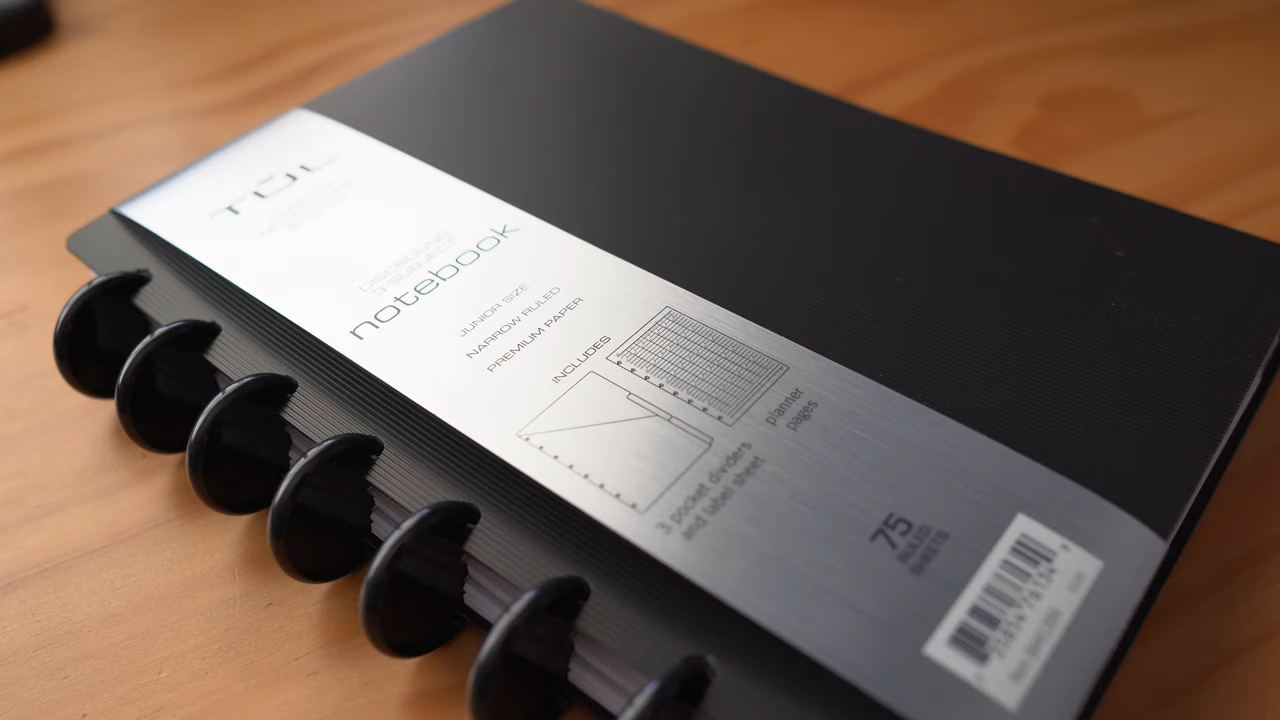 TUL
DISCBOUND
3 SUBJECT
notebook
JUNIOR SIZE
NARROW RULED
PREMIUM PAPER
INCLUDES
planner
pages
3 pocket dividers
and label sheet
75
RULED
SHEETS